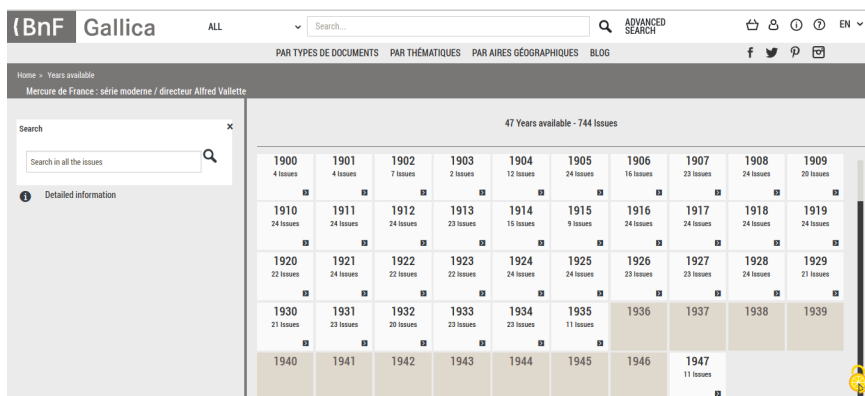 {BnF Gallica ALL Search... ADVANCED SEARCH EN
PAR TYPES DE DOCUMENTS PAR THÉMATIQUES PAR AIRES GÉOGRAPHIQUES BLOG
Home > Years available
Mercure de France : série moderne / directeur Alfred Vallette
Search ×
Search in all the issues
Detailed information
47 Years available - 744 Issues
1900 1901 1902 1903 1904 1905 1906 1907 1908 1909
4 Issues 4 Issues 7 Issues 2 Issues 12 Issues 24 Issues 16 Issues 23 Issues 24 Issues 20 Issues
1910 1911 1912 1913 1914 1915 1916 1917 1918 1919
24 Issues 24 Issues 24 Issues 23 Issues 15 Issues 9 Issues 24 Issues 24 Issues 24 Issues 24 Issues
1920 1921 1922 1923 1924 1925 1926 1927 1928 1929
22 Issues 24 Issues 22 Issues 22 Issues 24 Issues 24 Issues 23 Issues 23 Issues 24 Issues 21 Issues
1930 1931 1932 1933 1934 1935 1936 1937 1938 1939
21 Issues 23 Issues 20 Issues 23 Issues 23 Issues 11 Issues
1940 1941 1942 1943 1944 1945 1946 1947
11 Issues